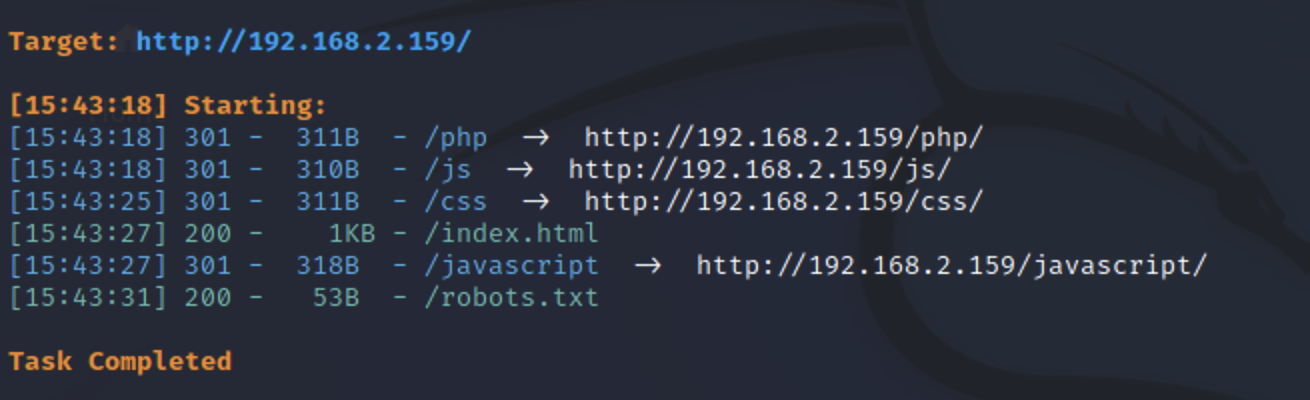 Target: http://192.168.2.159/
[15:43:18] Starting:
[15:43:18] 301 -  311B  - /php  ->  http://192.168.2.159/php/
[15:43:18] 301 -  310B  - /js  ->  http://192.168.2.159/js/
[15:43:25] 301 -  311B  - /css  ->  http://192.168.2.159/css/
[15:43:27] 200 -    1KB - /index.html
[15:43:27] 301 -  318B  - /javascript  ->  http://192.168.2.159/javascript/
[15:43:31] 200 -   53B  - /robots.txt
Task Completed